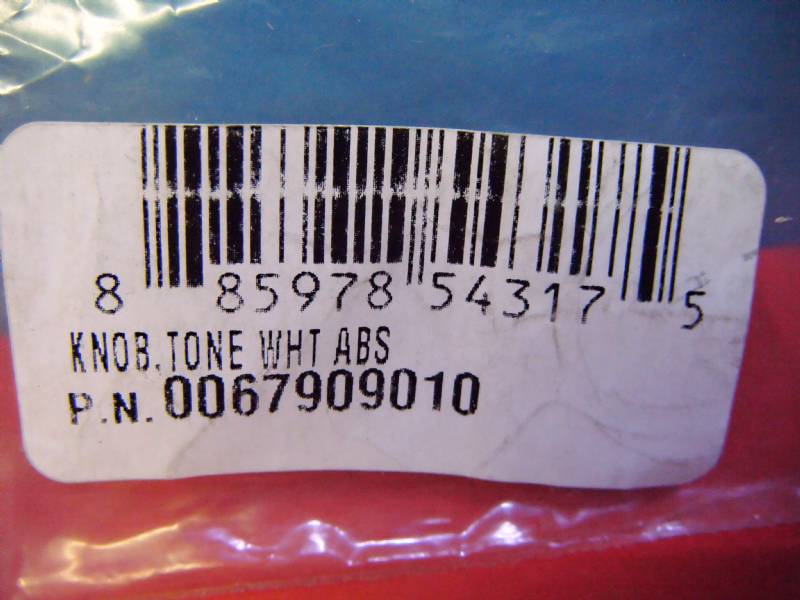 8 85978 54317 5
KNOB,TONE WHT ABS
P.N.0067909010